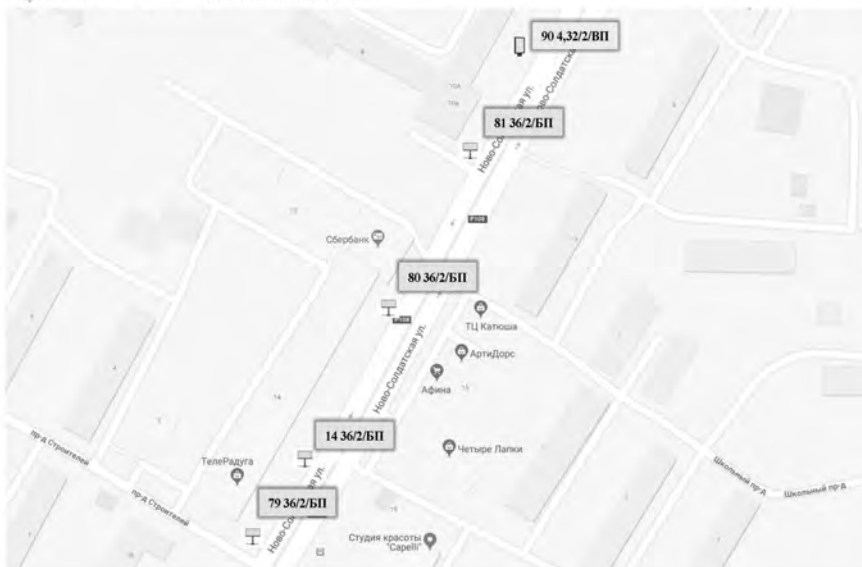 90 4,32/2/ВП
Ново-Солдатская ул.
81 36/2/БП
Сбербанк
80 36/2/БП
ТЦ Катюша
Ново-Солдатская ул.
АртиДорс
Афина
14 36/2/БП
Четыре Лапки
ТелеРадуга
пр-д Строителей
пр-д Строителей
79 36/2/БП
Школьный пр-д
Школьный пр-д
Студия красоты
"Capelli"